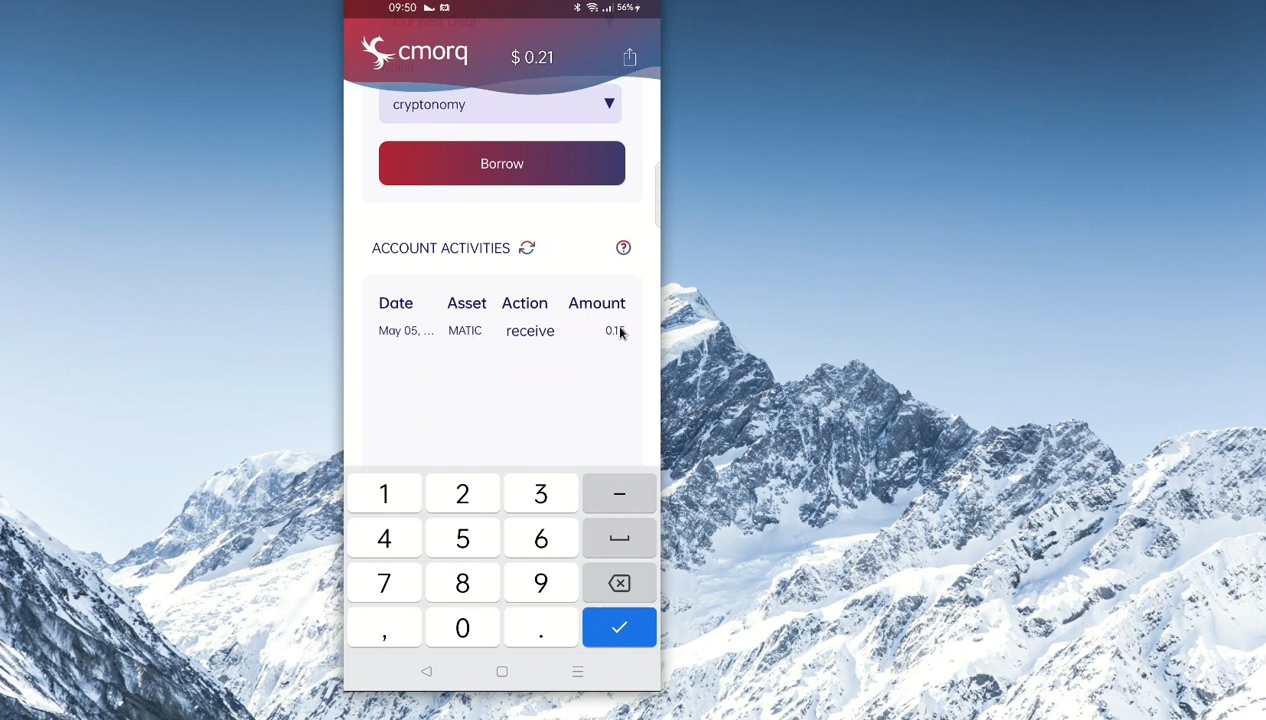 09:50 56%
cmorq $ 0.21
cryptonomy
Borrow
ACCOUNT ACTIVITIES
Date Asset Action Amount
May 05, ... MATIC receive
1 2 3 –
4 5 6
7 8 9
, 0 .